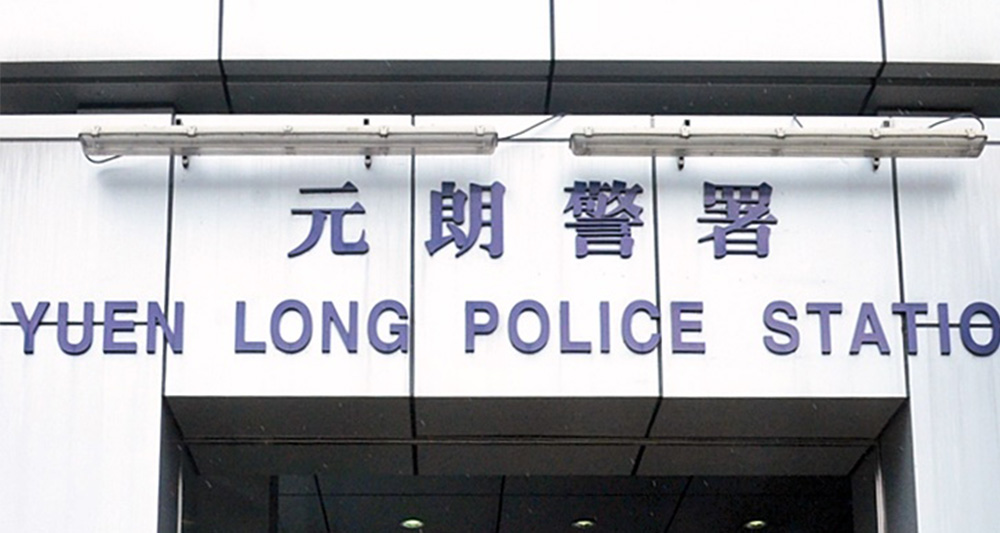 元朗警署
YUEN LONG POLICE STATIO